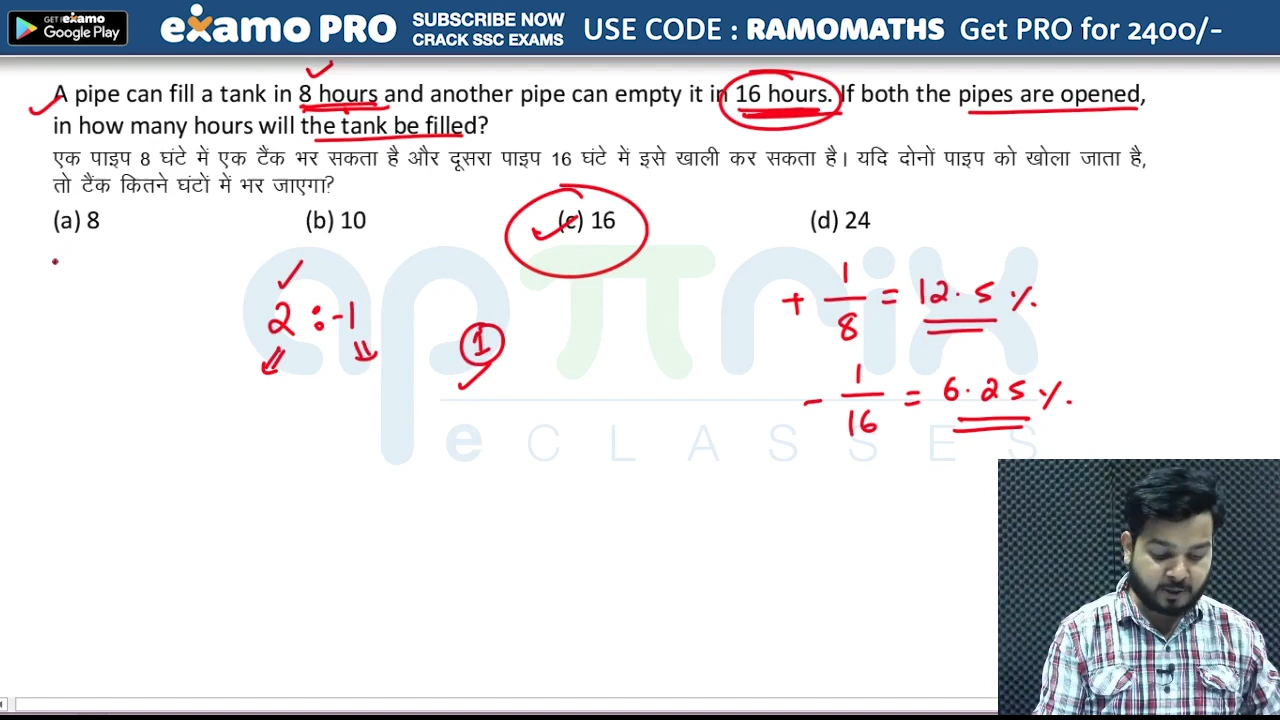 GET IT ON
Google Play
examo PRO
SUBSCRIBE NOW
CRACK SSC EXAMS
USE CODE : RAMOMATHS Get PRO for 2400/-
A pipe can fill a tank in 8 hours and another pipe can empty it in 16 hours. If both the pipes are opened,
in how many hours will the tank be filled?
एक पाइप 8 घंटे में एक टैंक भर सकता है और दूसरा पाइप 16 घंटे में इसे खाली कर सकता है। यदि दोनों पाइप को खोला जाता है,
तो टैंक कितने घंटों में भर जाएगा?
(a) 8 (b) 10 (c) 16 (d) 24
2 : -1
1
+ 1/8 = 12.5 %
- 1/16 = 6.25 %
apπrix
e CLASSES